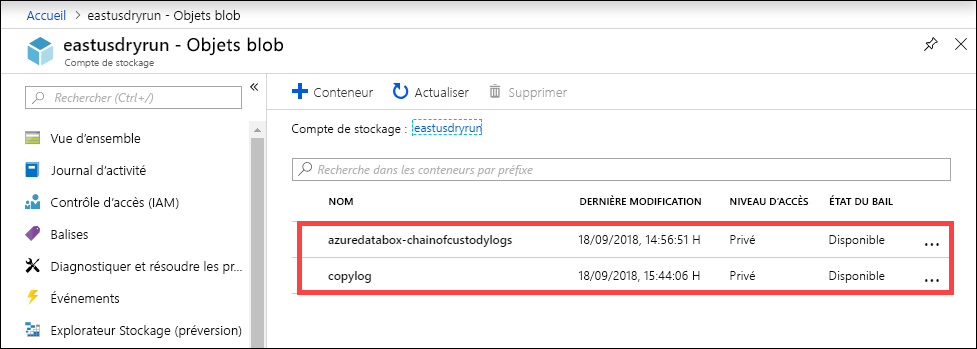 Accueil > eastusdryrun - Objets blob
eastusdryrun - Objets blob
Compte de stockage
Rechercher (Ctrl+/)
Vue d'ensemble
Journal d'activité
Contrôle d'accès (IAM)
Balises
Diagnostiquer et résoudre les pr...
Événements
Explorateur Stockage (préversion)
Conteneur
Actualiser
Supprimer
Compte de stockage : eastusdryrun
Recherche dans les conteneurs par préfixe
NOM DERNIÈRE MODIFICATION NIVEAU D'ACCÈS ÉTAT DU BAIL
azuredatabox-chainofcustodylogs 18/09/2018, 14:56:51 H Privé Disponible ...
copylog 18/09/2018, 15:44:06 H Privé Disponible ...